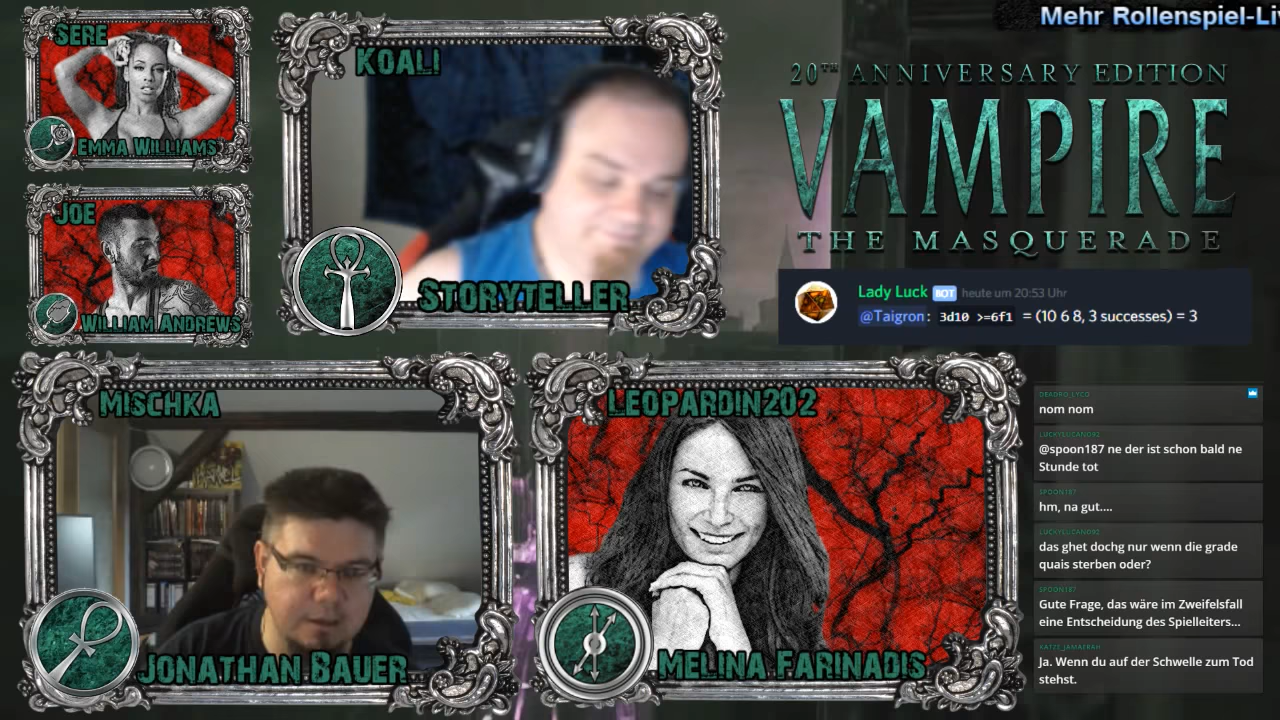 Mehr Rollenspiel-Li
SERE
EMMA WILLIAMS
JOE
WILLIAM ANDREWS
KOALI
STORYTELLER
20TH ANNIVERSARY EDITION
VAMPIRE
THE MASQUERADE
Lady Luck BOT heute um 20:53 Uhr
@Taigron: 3d10 >=6f1 = (10 6 8, 3 successes) = 3
MISCHKA
JONATHAN BAUER
LEOPARDIN202
MELINA FARINADIS
nom nom
@spoon187 ne der ist schon bald ne
Stunde tot
SPOON187
hm, na gut....
das ghet dochg nur wenn die grade
quais sterben oder?
SPOON187
Gute Frage, das wäre im Zweifelsfall
eine Entscheidung des Spielleiters...
Ja. Wenn du auf der Schwelle zum Tod
stehst.